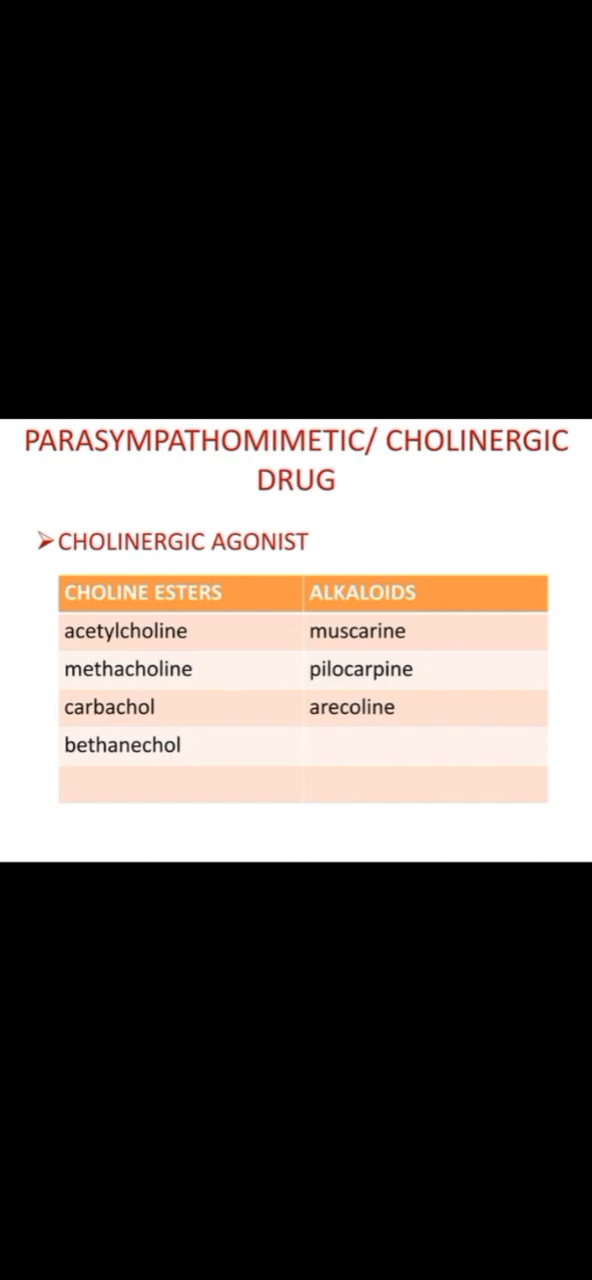 PARASYMPATHOMIMETIC/ CHOLINERGIC
DRUG
➢CHOLINERGIC AGONIST
CHOLINE ESTERS ALKALOIDS
acetylcholine muscarine
methacholine pilocarpine
carbachol arecoline
bethanechol